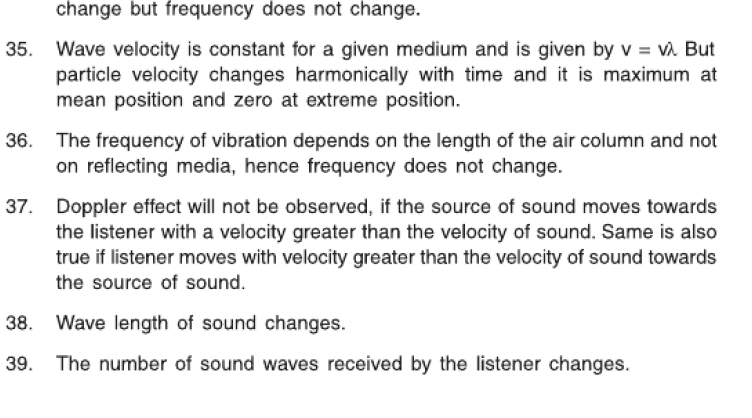 change but frequency does not change.
35. Wave velocity is constant for a given medium and is given by v = νλ. But
particle velocity changes harmonically with time and it is maximum at
mean position and zero at extreme position.
36. The frequency of vibration depends on the length of the air column and not
on reflecting media, hence frequency does not change.
37. Doppler effect will not be observed, if the source of sound moves towards
the listener with a velocity greater than the velocity of sound. Same is also
true if listener moves with velocity greater than the velocity of sound towards
the source of sound.
38. Wave length of sound changes.
39. The number of sound waves received by the listener changes.